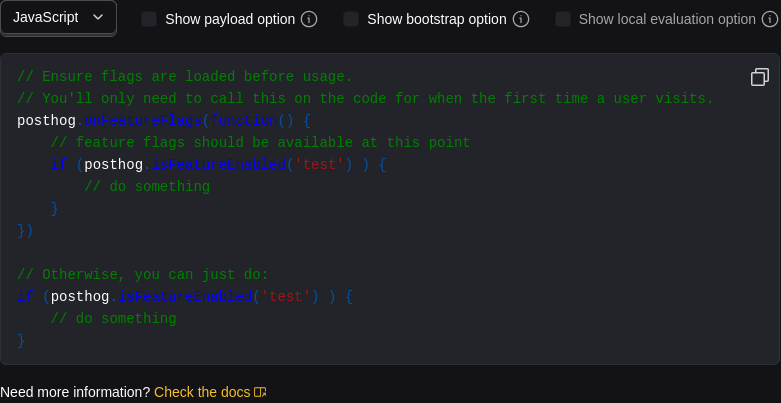 JavaScript
Show payload option
Show bootstrap option
Show local evaluation option
// Ensure flags are loaded before usage.
// You'll only need to call this on the code for when the first time a user visits.
posthog.onFeatureFlags(function() {
    // feature flags should be available at this point
    if (posthog.isFeatureEnabled('test') ) {
        // do something
    }
})

// Otherwise, you can just do:
if (posthog.isFeatureEnabled('test') ) {
    // do something
}
Need more information? Check the docs